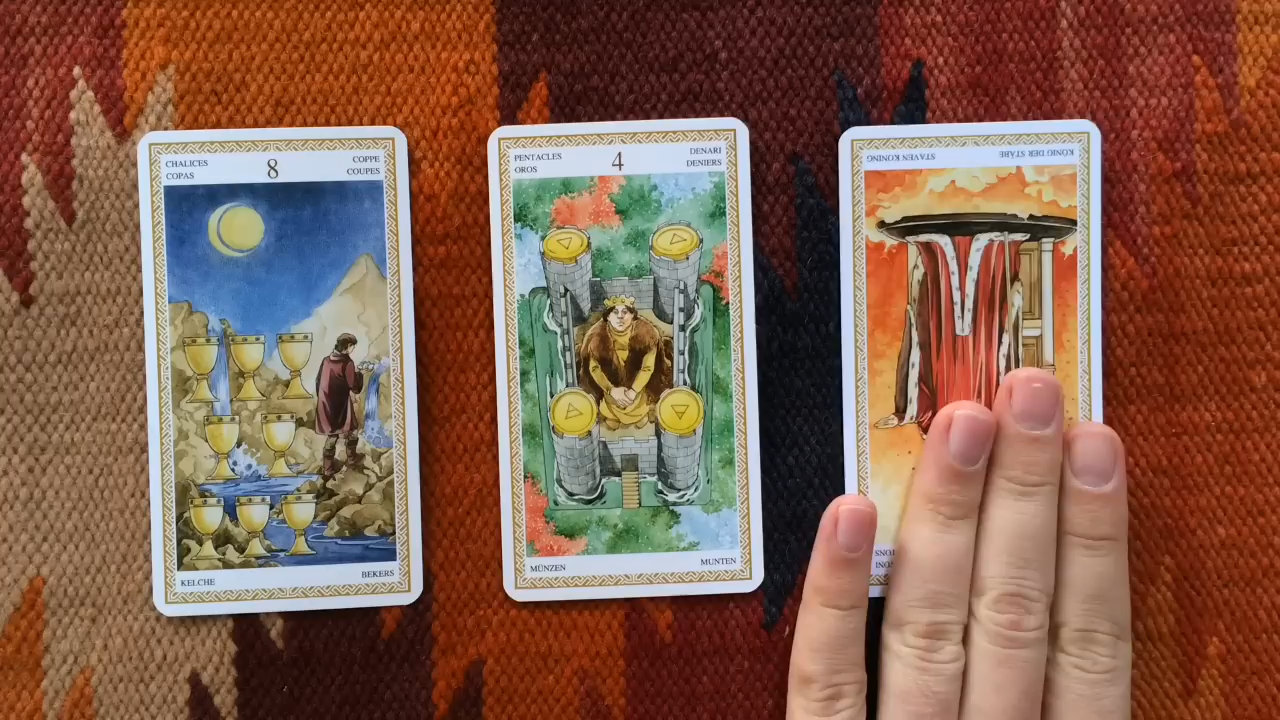 CHALICES 8 COPPE
COPAS COUPES
KELCHE BEKERS
PENTACLES 4 DENARI
OROS DENIERS
MÜNZEN MUNTEN
STAVEN KONING KÖNIG DER STÄBE